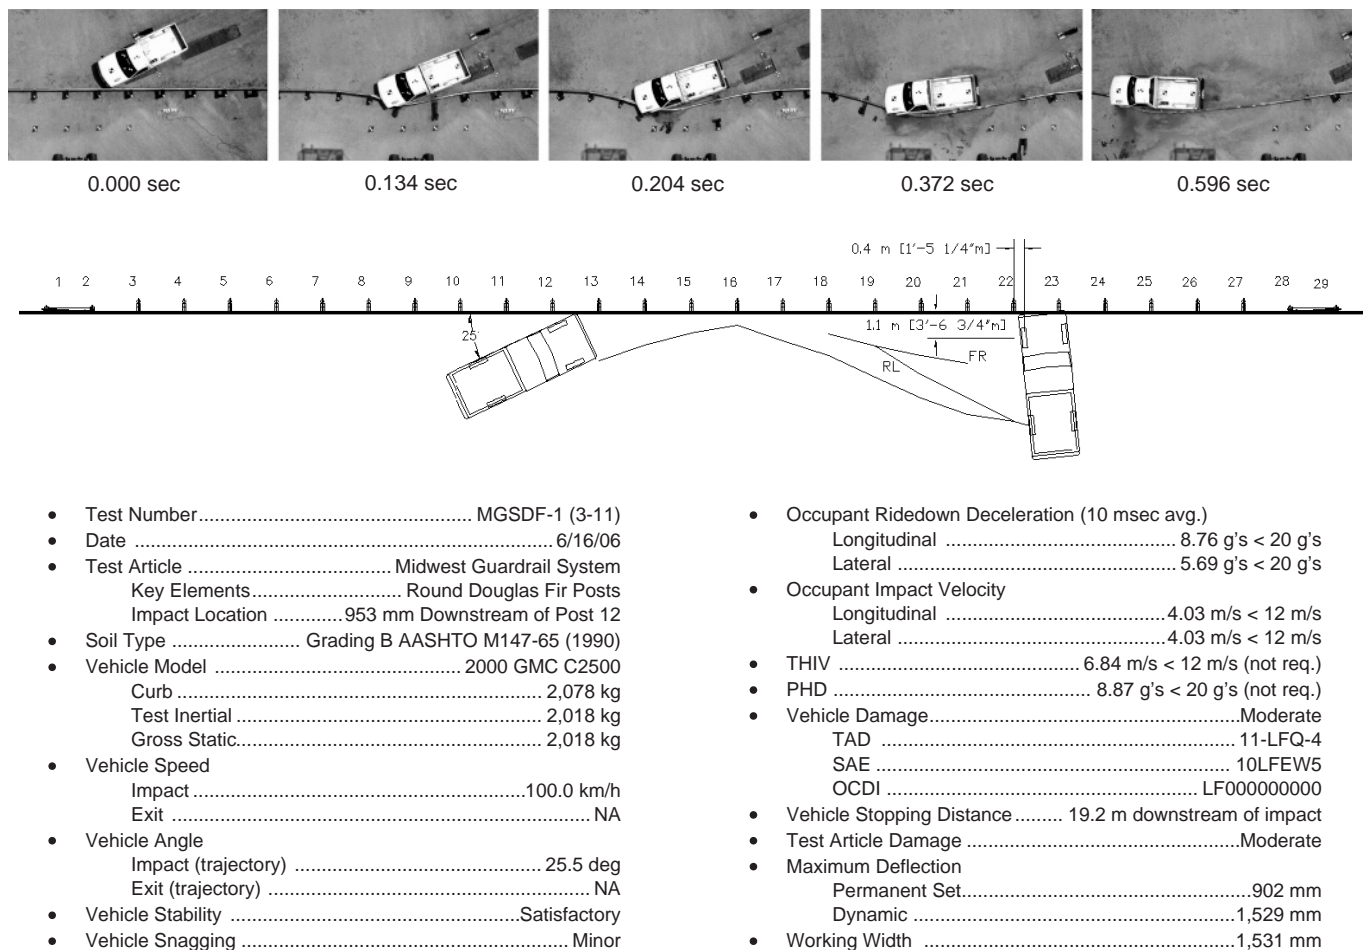 0.000 sec 0.134 sec 0.204 sec 0.372 sec 0.596 sec
0.4 m [1'-5 1/4"m]
1 2 3 4 5 6 7 8 9 10 11 12 13 14 15 16 17 18 19 20 21 22 23 24 25 26 27 28 29
1.1 m [3'-6 3/4"m]
25
FR
RL
• Test Number ... MGSDF-1 (3-11)
• Date ... 6/16/06
• Test Article ... Midwest Guardrail System
Key Elements ... Round Douglas Fir Posts
Impact Location ... 953 mm Downstream of Post 12
• Soil Type ... Grading B AASHTO M147-65 (1990)
• Vehicle Model ... 2000 GMC C2500
Curb ... 2,078 kg
Test Inertial ... 2,018 kg
Gross Static ... 2,018 kg
• Vehicle Speed
Impact ... 100.0 km/h
Exit ... NA
• Vehicle Angle
Impact (trajectory) ... 25.5 deg
Exit (trajectory) ... NA
• Vehicle Stability ... Satisfactory
• Vehicle Snagging ... Minor
• Occupant Ridedown Deceleration (10 msec avg.)
Longitudinal ... 8.76 g's < 20 g's
Lateral ... 5.69 g's < 20 g's
• Occupant Impact Velocity
Longitudinal ... 4.03 m/s < 12 m/s
Lateral ... 4.03 m/s < 12 m/s
• THIV ... 6.84 m/s < 12 m/s (not req.)
• PHD ... 8.87 g's < 20 g's (not req.)
• Vehicle Damage ... Moderate
TAD ... 11-LFQ-4
SAE ... 10LFEW5
OCDI ... LF000000000
• Vehicle Stopping Distance ... 19.2 m downstream of impact
• Test Article Damage ... Moderate
• Maximum Deflection
Permanent Set ... 902 mm
Dynamic ... 1,529 mm
• Working Width ... 1,531 mm